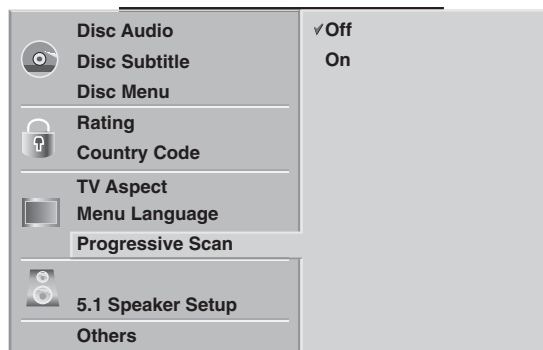 Disc Audio
Disc Subtitle
Disc Menu
Rating
Country Code
TV Aspect
Menu Language
Progressive Scan
5.1 Speaker Setup
Others
✓Off
On